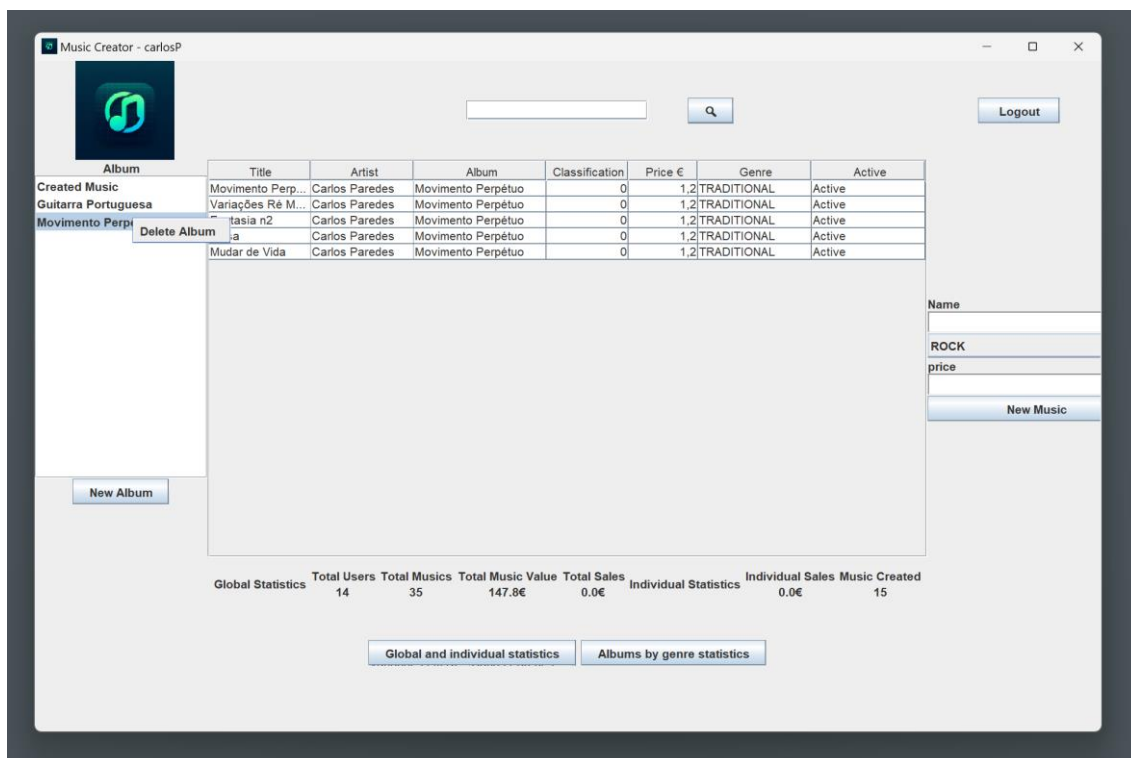 Music Creator - carlosP
Logout
Album
Created Music
Guitarra Portuguesa
Movimento Perp
Delete Album
New Album
Title Artist Album Classification Price € Genre Active
Movimento Perp... Carlos Paredes Movimento Perpétuo 0 1,2 TRADITIONAL Active
Variações Ré M... Carlos Paredes Movimento Perpétuo 0 1,2 TRADITIONAL Active
tasia n2 Carlos Paredes Movimento Perpétuo 0 1,2 TRADITIONAL Active
a Carlos Paredes Movimento Perpétuo 0 1,2 TRADITIONAL Active
Mudar de Vida Carlos Paredes Movimento Perpétuo 0 1,2 TRADITIONAL Active
Name
ROCK
price
New Music
Global Statistics Total Users Total Musics Total Music Value Total Sales Individual Statistics Individual Sales Music Created
14 35 147.8€ 0.0€ 0.0€ 15
Global and individual statistics Albums by genre statistics